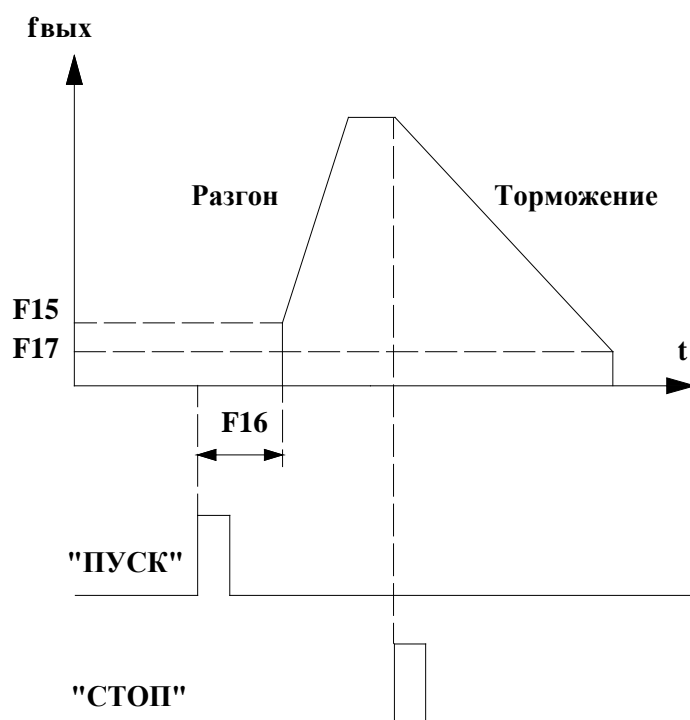 fвых
Разгон
Торможение
F15
F17
t
F16
"ПУСК"
"СТОП"